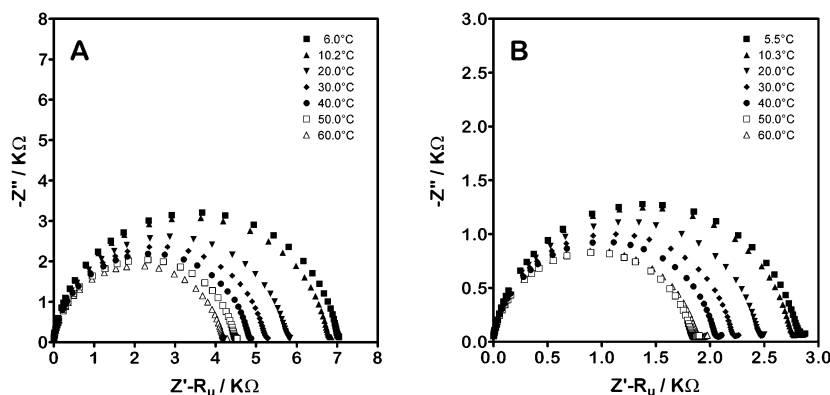 A
8
7
6
5
4
3
2
1
0
-Z'' / KΩ
6.0°C
10.2°C
20.0°C
30.0°C
40.0°C
50.0°C
60.0°C
0 1 2 3 4 5 6 7 8
Z'-Ru / KΩ
B
3.0
2.5
2.0
1.5
1.0
0.5
0.0
-Z'' / KΩ
5.5°C
10.3°C
20.0°C
30.0°C
40.0°C
50.0°C
60.0°C
0.0 0.5 1.0 1.5 2.0 2.5 3.0
Z'-Ru / KΩ